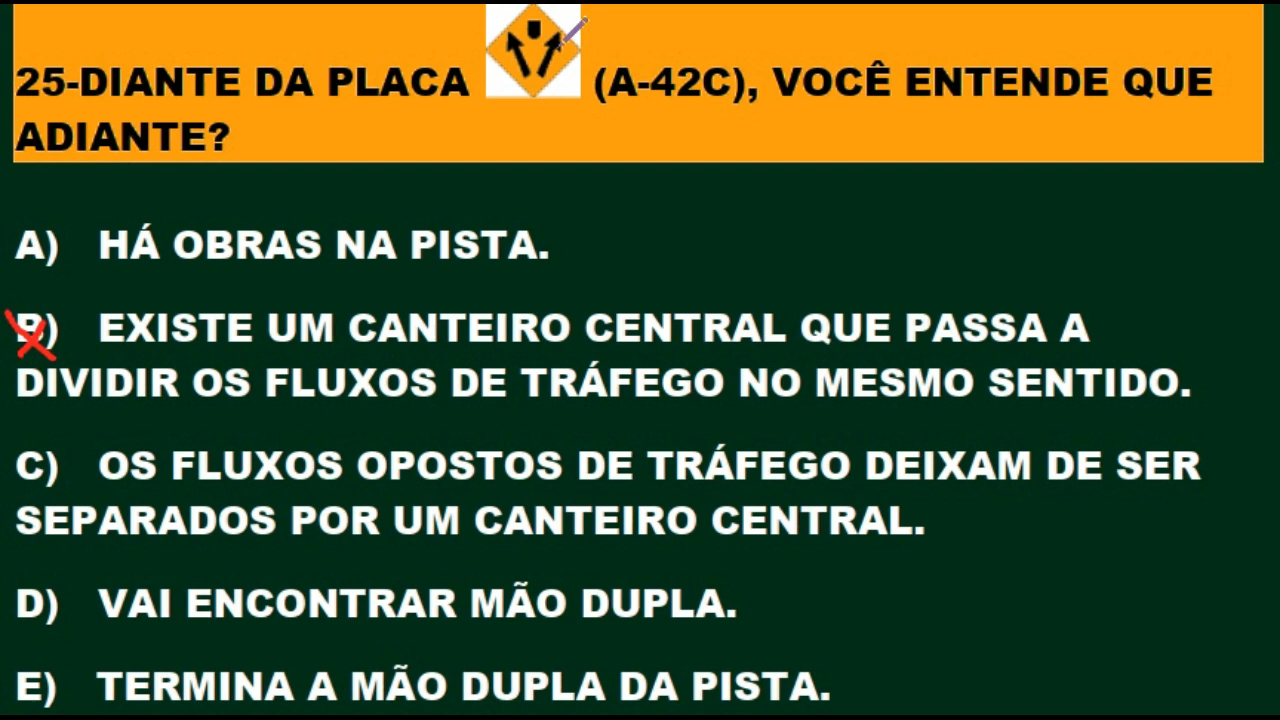 25-DIANTE DA PLACA (A-42C), VOCÊ ENTENDE QUE
ADIANTE?
A) HÁ OBRAS NA PISTA.
B) EXISTE UM CANTEIRO CENTRAL QUE PASSA A
DIVIDIR OS FLUXOS DE TRÁFEGO NO MESMO SENTIDO.
C) OS FLUXOS OPOSTOS DE TRÁFEGO DEIXAM DE SER
SEPARADOS POR UM CANTEIRO CENTRAL.
D) VAI ENCONTRAR MÃO DUPLA.
E) TERMINA A MÃO DUPLA DA PISTA.